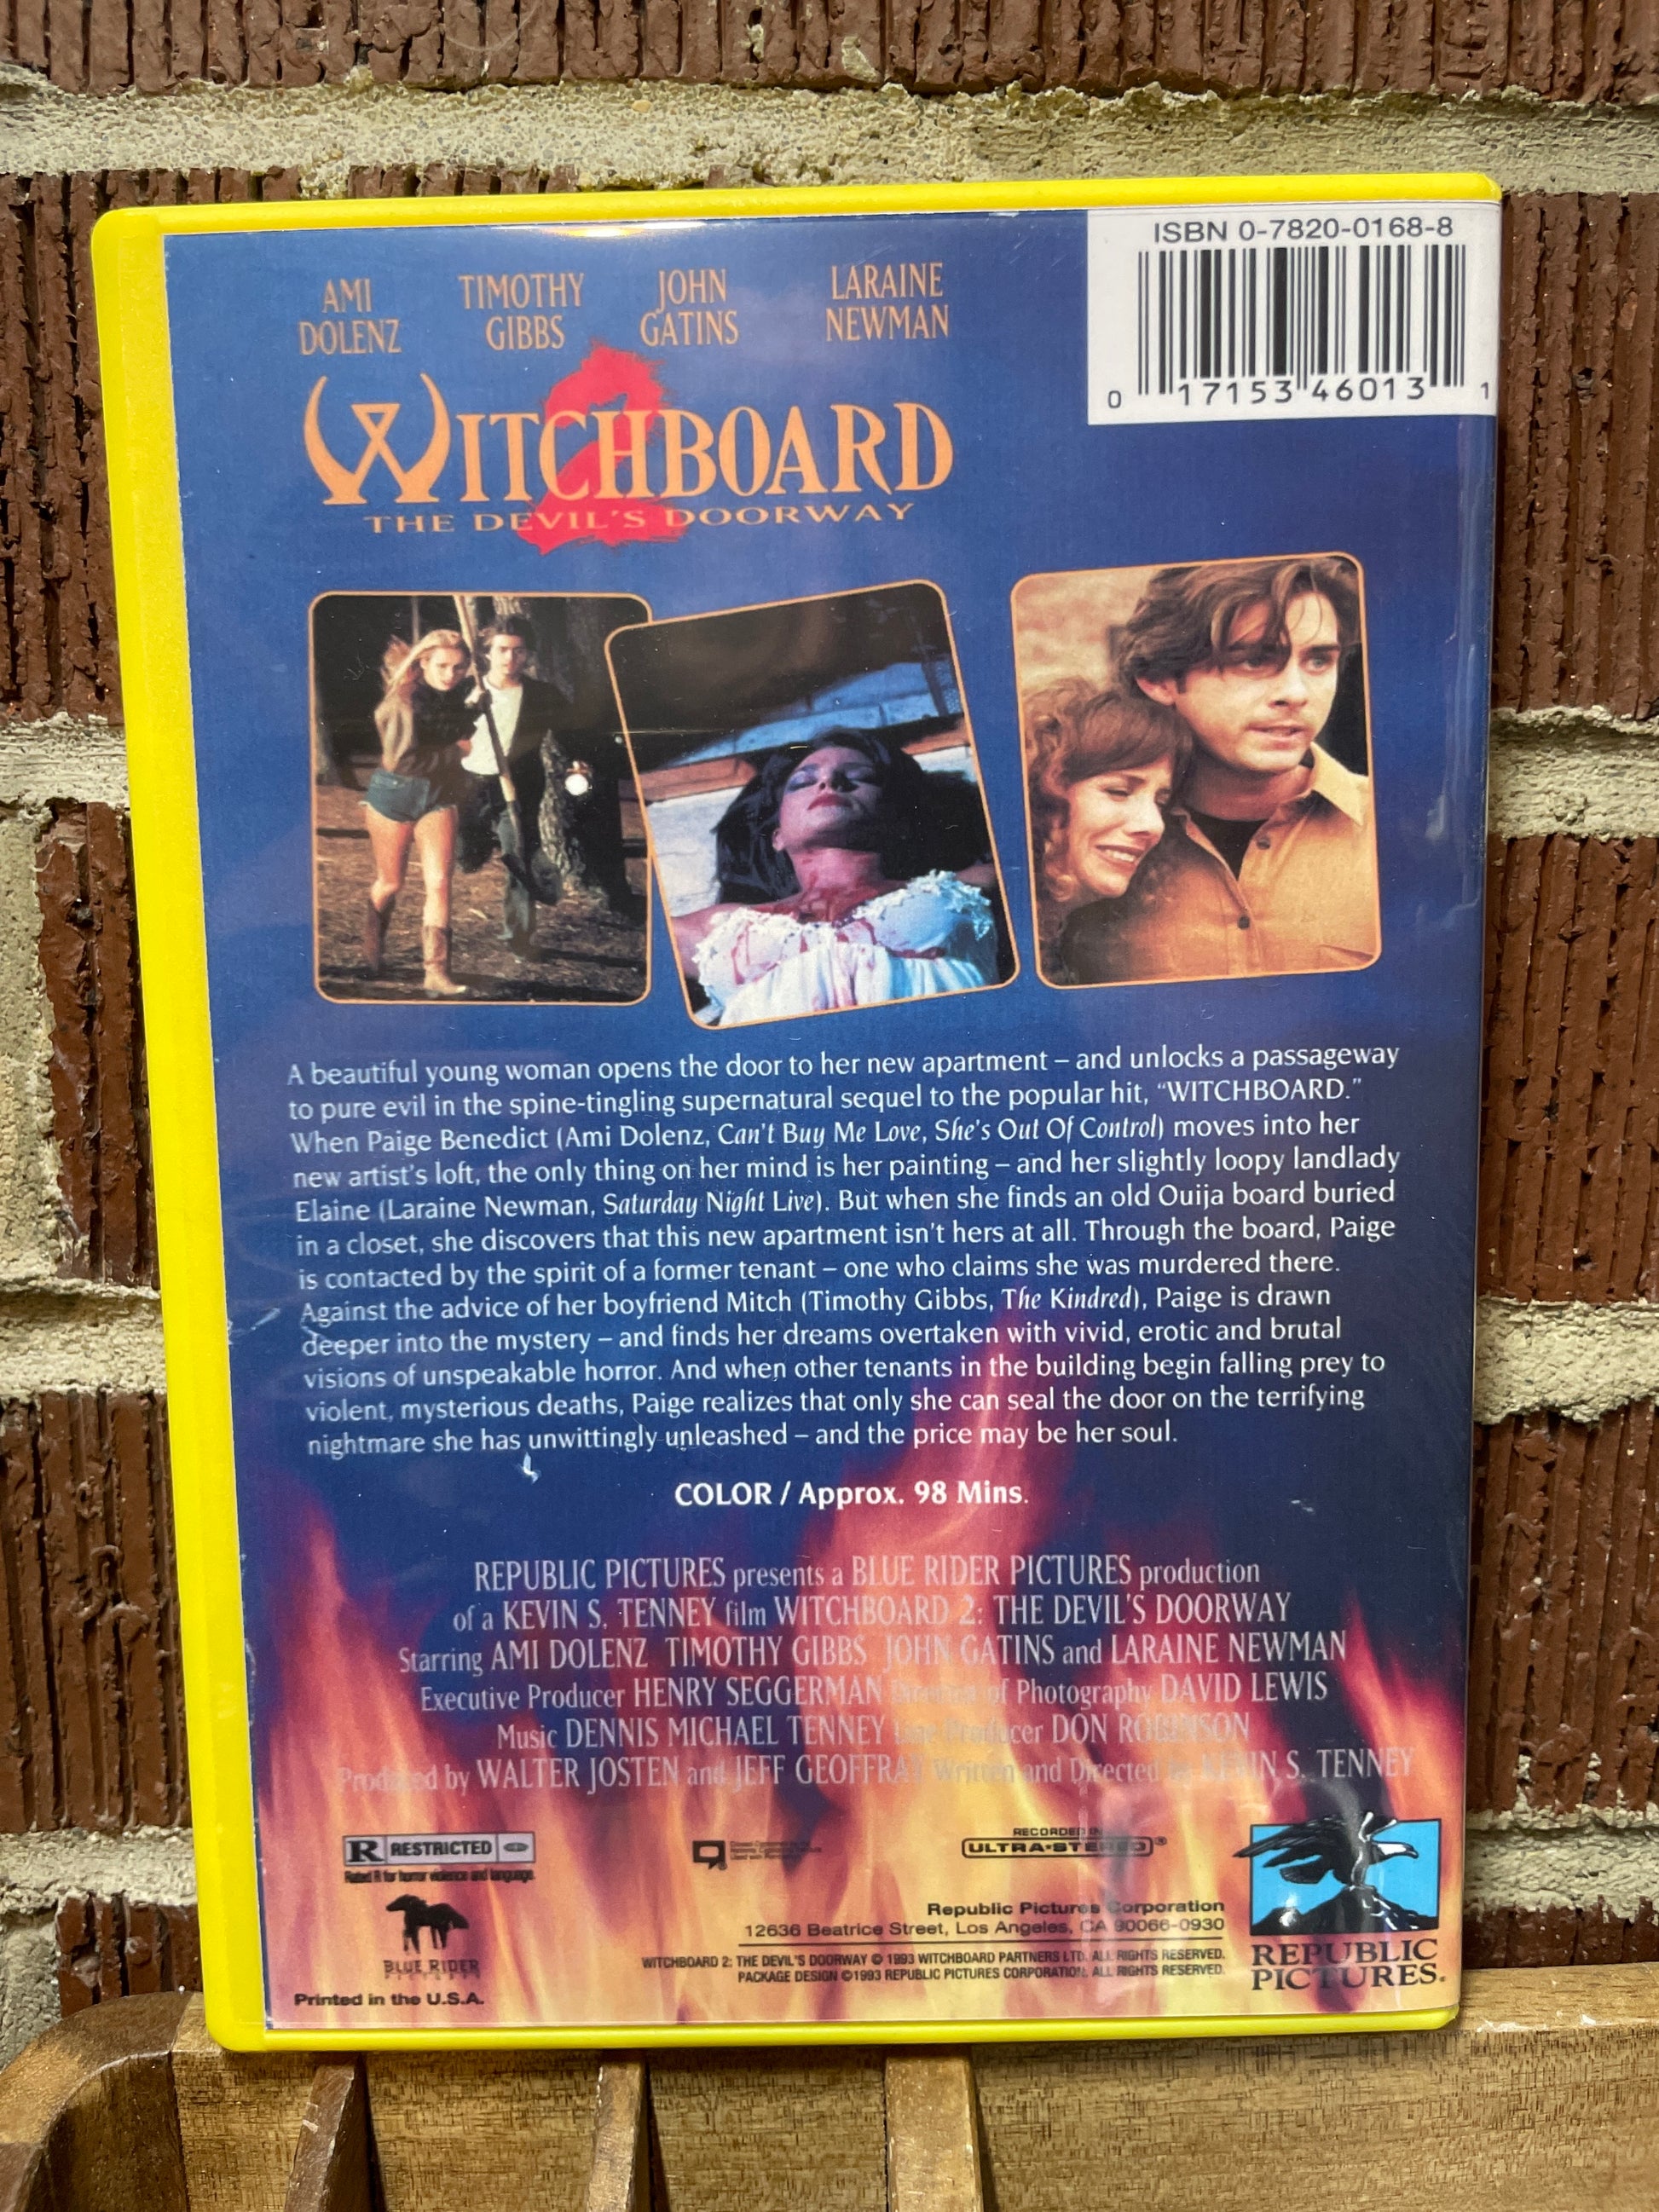 ISBN 0-7820-0168-8
0 17153 46013 1
AMI DOLENZ
TIMOTHY GIBBS
JOHN GATINS
LARAINE NEWMAN
2
WITCHBOARD
THE DEVIL'S DOORWAY
A beautiful young woman opens the door to her new apartment – and unlocks a passageway
to pure evil in the spine-tingling supernatural sequel to the popular hit, “WITCHBOARD.”
When Paige Benedict (Ami Dolenz, Can't Buy Me Love, She's Out Of Control) moves into her
new artist's loft, the only thing on her mind is her painting – and her slightly loopy landlady
Elaine (Laraine Newman, Saturday Night Live). But when she finds an old Ouija board buried
in a closet, she discovers that this new apartment isn't hers at all. Through the board, Paige
is contacted by the spirit of a former tenant – one who claims she was murdered there.
Against the advice of her boyfriend Mitch (Timothy Gibbs, The Kindred), Paige is drawn
deeper into the mystery – and finds her dreams overtaken with vivid, erotic and brutal
visions of unspeakable horror. And when other tenants in the building begin falling prey to
violent, mysterious deaths, Paige realizes that only she can seal the door on the terrifying
nightmare she has unwittingly unleashed – and the price may be her soul.
COLOR / Approx. 98 Mins.
REPUBLIC PICTURES presents a BLUE RIDER PICTURES production
of a KEVIN S. TENNEY film WITCHBOARD 2: THE DEVIL'S DOORWAY
Starring AMI DOLENZ TIMOTHY GIBBS JOHN GATINS and LARAINE NEWMAN
Executive Producer HENRY SEGGERMAN Director of Photography DAVID LEWIS
Music DENNIS MICHAEL TENNEY Line Producer DON ROBINSON
Produced by WALTER JOSTEN and JEFF GEOFFRAY Written and Directed by KEVIN S. TENNEY
R RESTRICTED
Rated R for horror violence and language.
RECORDED IN
ULTRA-STEREO®
BLUE RIDER
PICTURES
Printed in the U.S.A.
Republic Pictures Corporation
12636 Beatrice Street, Los Angeles, CA 90066-0930
WITCHBOARD 2: THE DEVIL'S DOORWAY © 1993 WITCHBOARD PARTNERS LTD. ALL RIGHTS RESERVED.
PACKAGE DESIGN ©1993 REPUBLIC PICTURES CORPORATION. ALL RIGHTS RESERVED.
REPUBLIC
PICTURES®